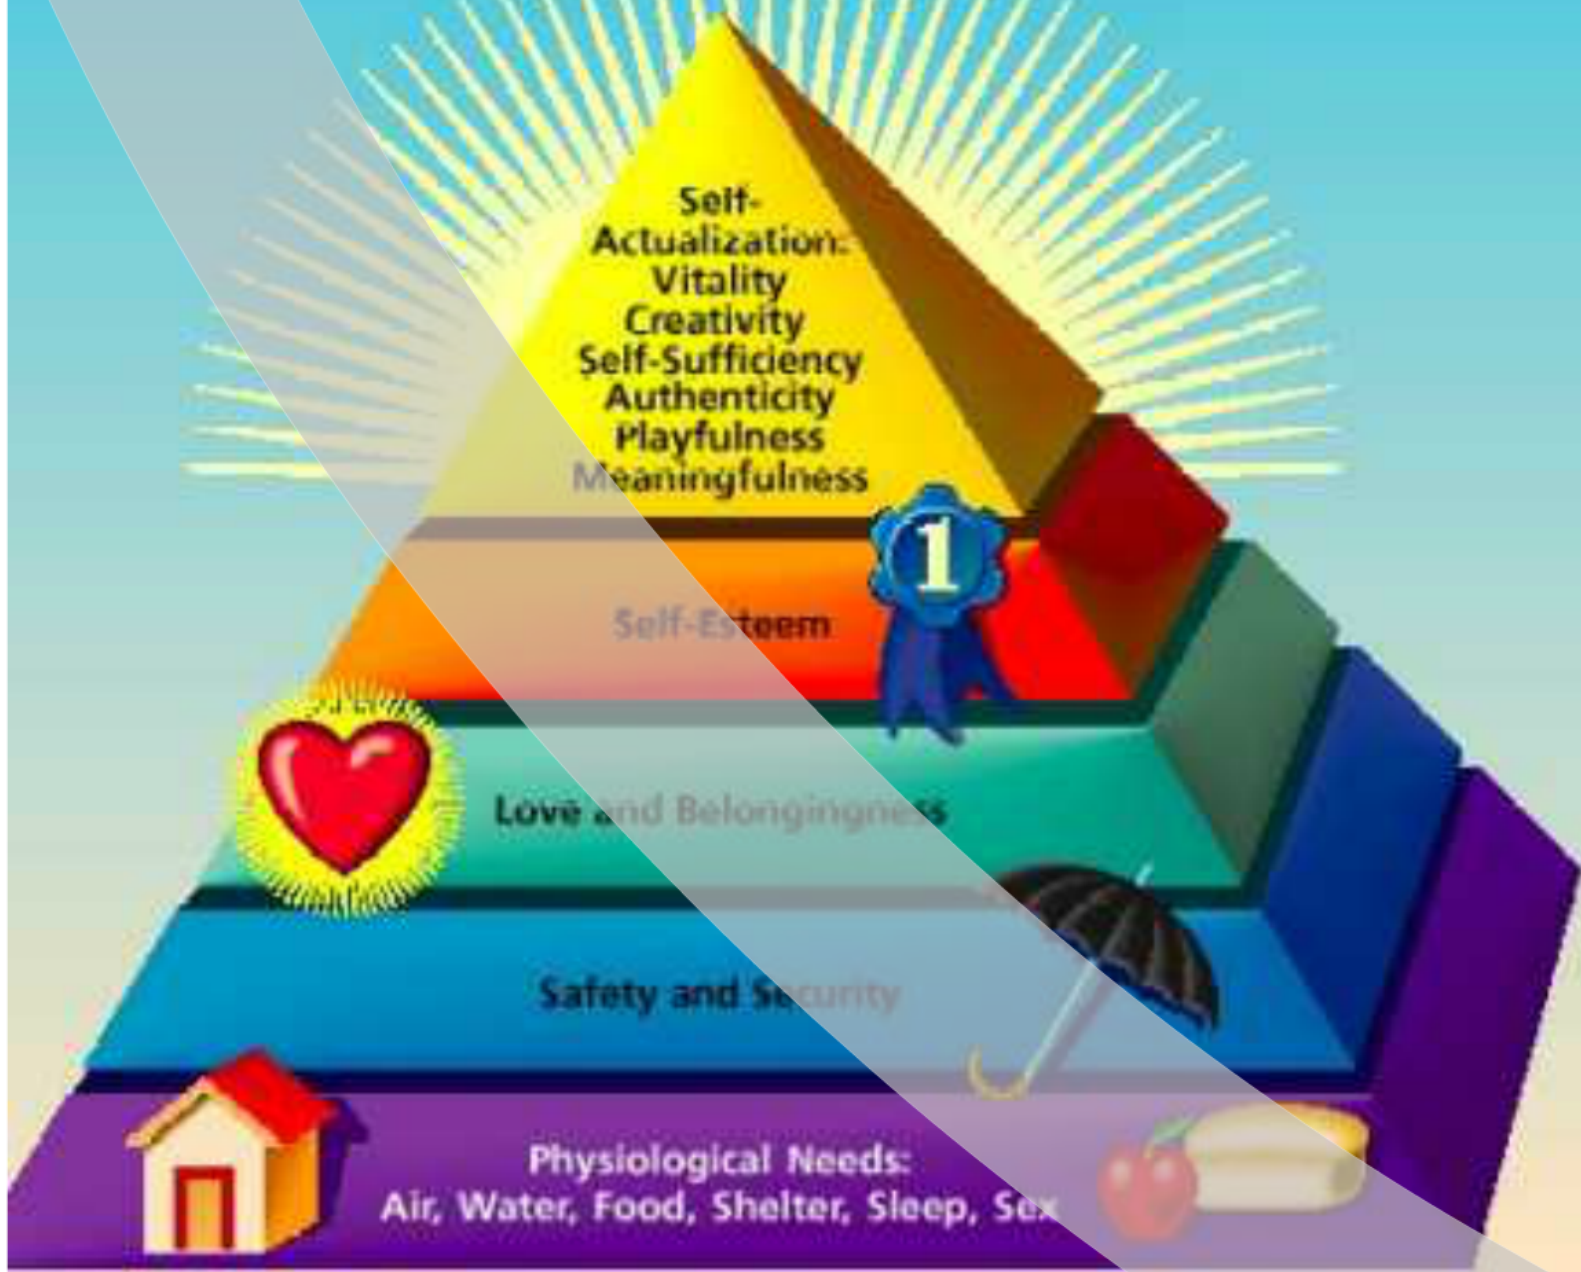 Self-
Actualization:
Vitality
Creativity
Self-Sufficiency
Authenticity
Playfulness
Meaningfulness
1
Self-Esteem
Love and Belongingness
Safety and Security
Physiological Needs:
Air, Water, Food, Shelter, Sleep, Sex